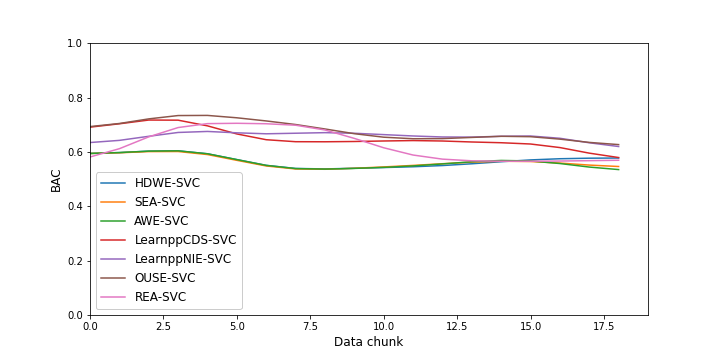 1.0
0.8
0.6
0.4
0.2
0.0
BAC
HDWE-SVC
SEA-SVC
AWE-SVC
LearnppCDS-SVC
LearnppNIE-SVC
OUSE-SVC
REA-SVC
0.0 2.5 5.0 7.5 10.0 12.5 15.0 17.5
Data chunk